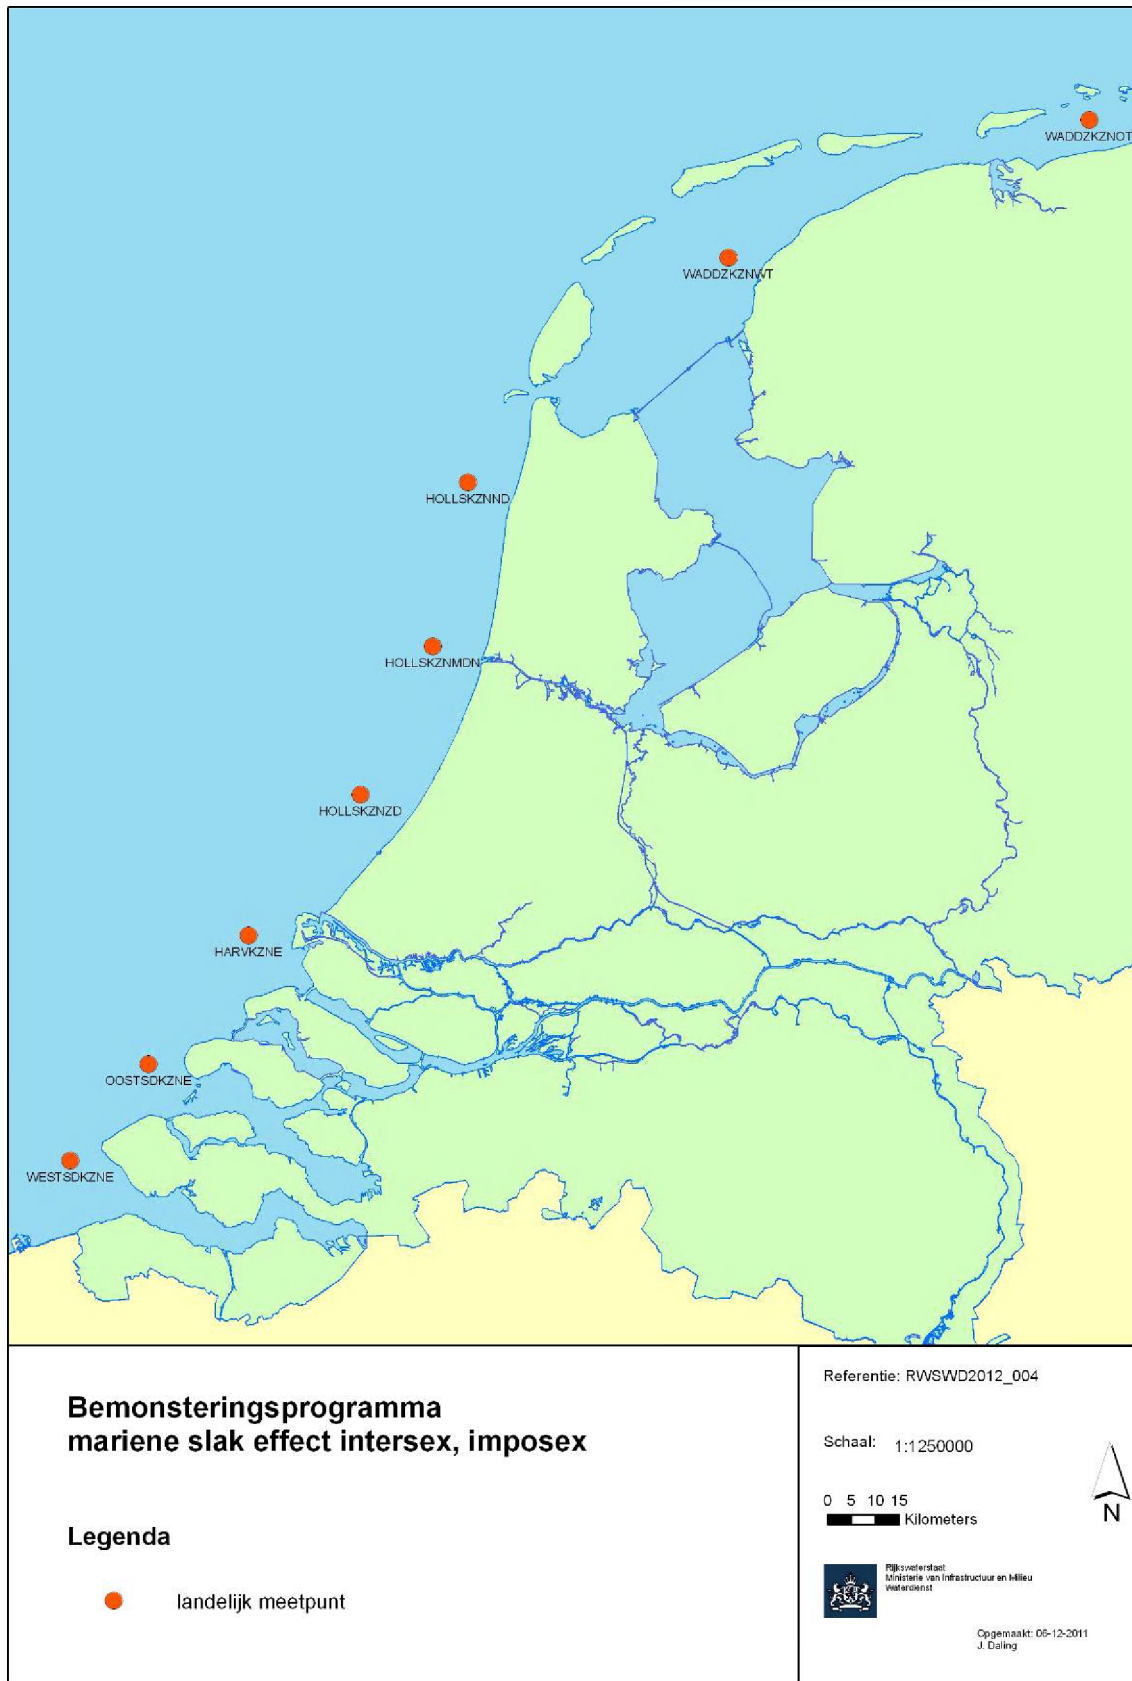 WADDZKZNOT
WADDZKZNWT
HOLLSKZNND
HOLLSKZNMDN
HOLLSKZNZD
HARVKZNE
OOSTSDKZNE
WESTSDKZNE
Bemonsteringsprogramma
mariene slak effect intersex, imposex
Legenda
landelijk meetpunt
Referentie: RWSWD2012_004
Schaal: 1:1250000
0 5 10 15
Kilometers
N
Rijkswaterstaat
Ministerie van Infrastructuur en Milieu
Waterdienst
Opgemaakt: 06-12-2011
J. Daling